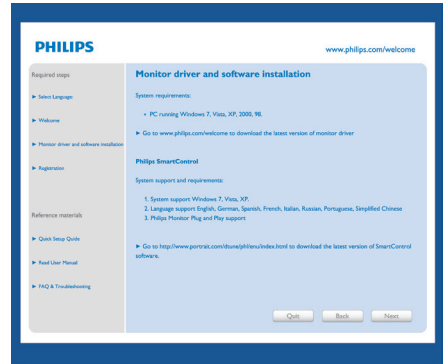 PHILIPS
www.philips.com/welcome
Required steps
► Select Language
► Welcome
► Monitor driver and software installation
► Registration
Reference materials
► Quick Setup Guide
► Read User Manual
► FAQ & Troubleshooting
Monitor driver and software installation
System requirements:
• PC running Windows 7, Vista, XP, 2000, 98.
► Go to www.philips.com/welcome to download the latest version of monitor driver
Philips SmartControl
System support and requirements:
1. System support Windows 7, Vista, XP.
2. Language support English, German, Spanish, French, Italian, Russian, Portuguese, Simplified Chinese
3. Philips Monitor Plug and Play support
► Go to http://www.portrait.com/dtune/phl/enu/index.html to download the latest version of SmartControl
software.
Quit
Back
Next